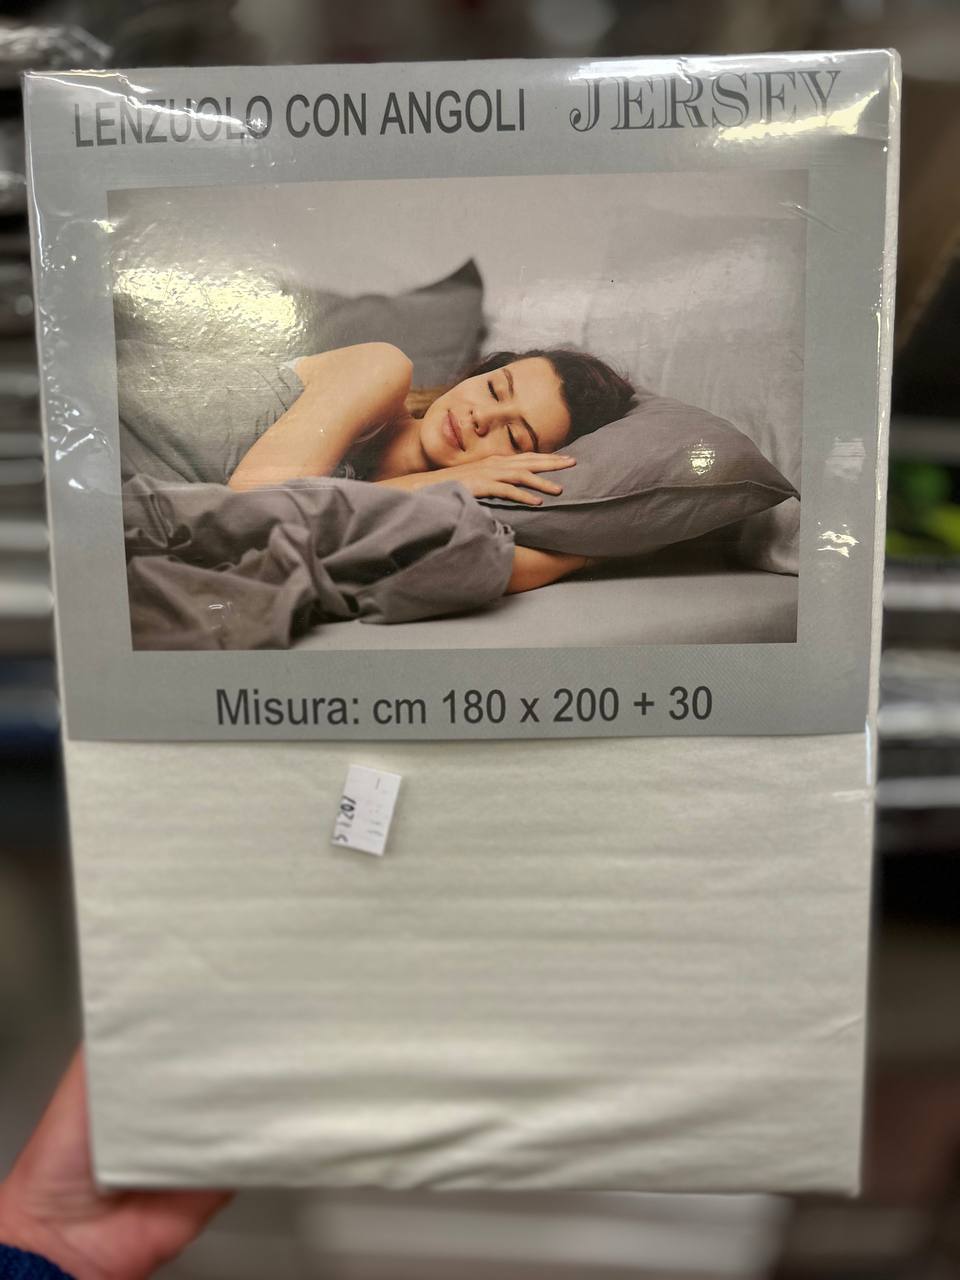 LENZUOLO CON ANGOLI JERSEY
Misura: cm 180 x 200 + 30